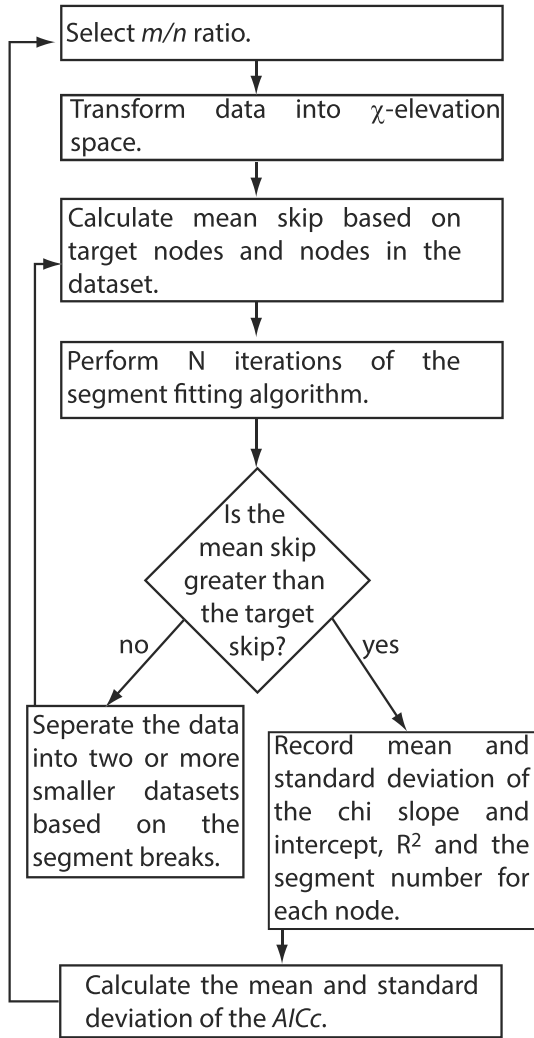 Select m/n ratio.
Transform data into χ-elevation
space.
Calculate mean skip based on
target nodes and nodes in the
dataset.
Perform N iterations of the
segment fitting algorithm.
Is the
mean skip
greater than
the target
skip?
no
yes
Seperate the data
into two or more
smaller datasets
based on the
segment breaks.
Record mean and
standard deviation of
the chi slope and
intercept, R² and the
segment number for
each node.
Calculate the mean and standard
deviation of the AICc.